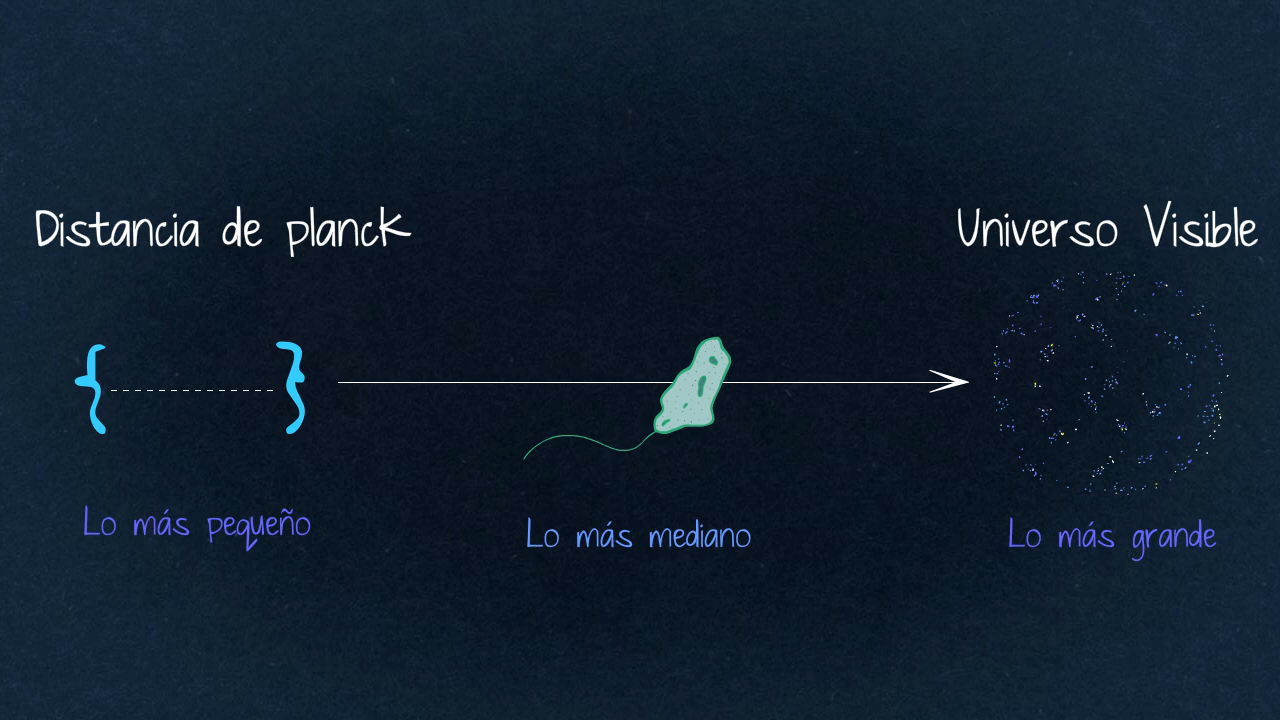 Distancia de planck
Universo Visible
Lo más pequeño
Lo más mediano
Lo más grande